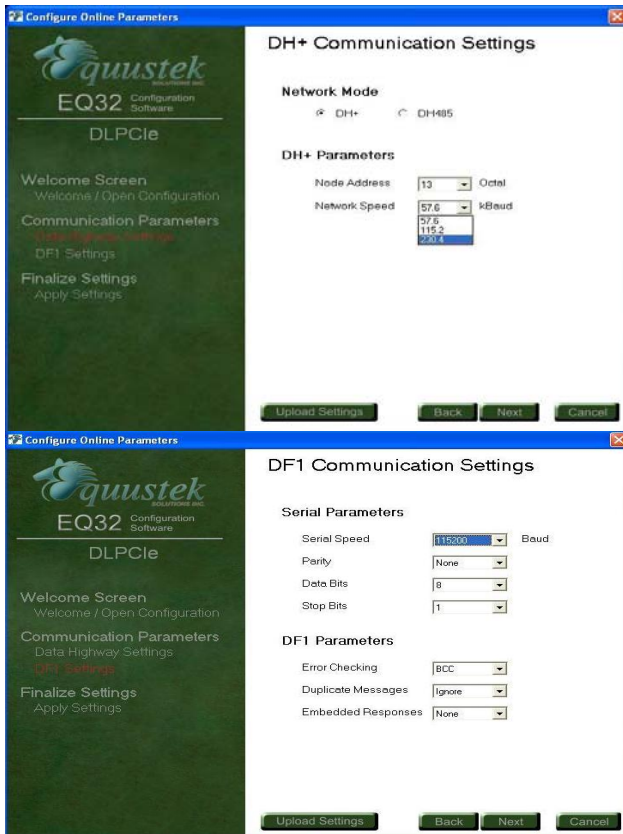 Configure Online Parameters
Equustek
SOLUTIONS INC.
EQ32 Configuration Software
DLPCIe
Welcome Screen
Welcome / Open Configuration
Communication Parameters
Data Highway Settings
DF1 Settings
Finalize Settings
Apply Settings
DH+ Communication Settings
Network Mode
DH+ DH485
DH+ Parameters
Node Address 13 Octal
Network Speed 57.6 kBaud
57.6
115.2
230.4
Upload Settings Back Next Cancel
Configure Online Parameters
Equustek
SOLUTIONS INC.
EQ32 Configuration Software
DLPCIe
Welcome Screen
Welcome / Open Configuration
Communication Parameters
Data Highway Settings
DF1 Settings
Finalize Settings
Apply Settings
DF1 Communication Settings
Serial Parameters
Serial Speed 115200 Baud
Parity None
Data Bits 8
Stop Bits 1
DF1 Parameters
Error Checking BCC
Duplicate Messages Ignore
Embedded Responses None
Upload Settings Back Next Cancel